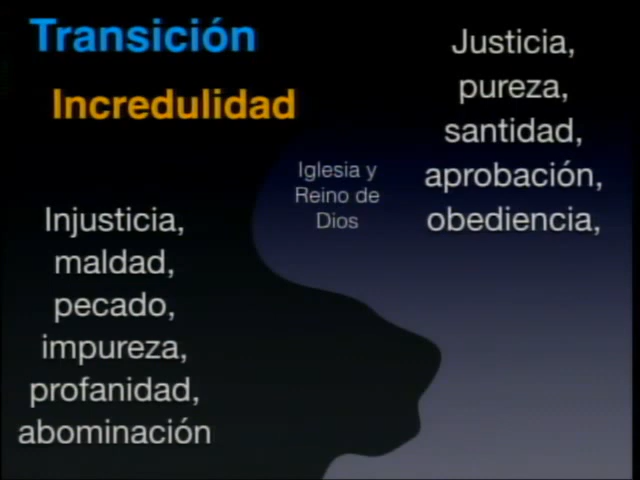 Transición
Incredulidad
Injusticia,
maldad,
pecado,
impureza,
profanidad,
abominación
Iglesia y
Reino de
Dios
Justicia,
pureza,
santidad,
aprobación,
obediencia,